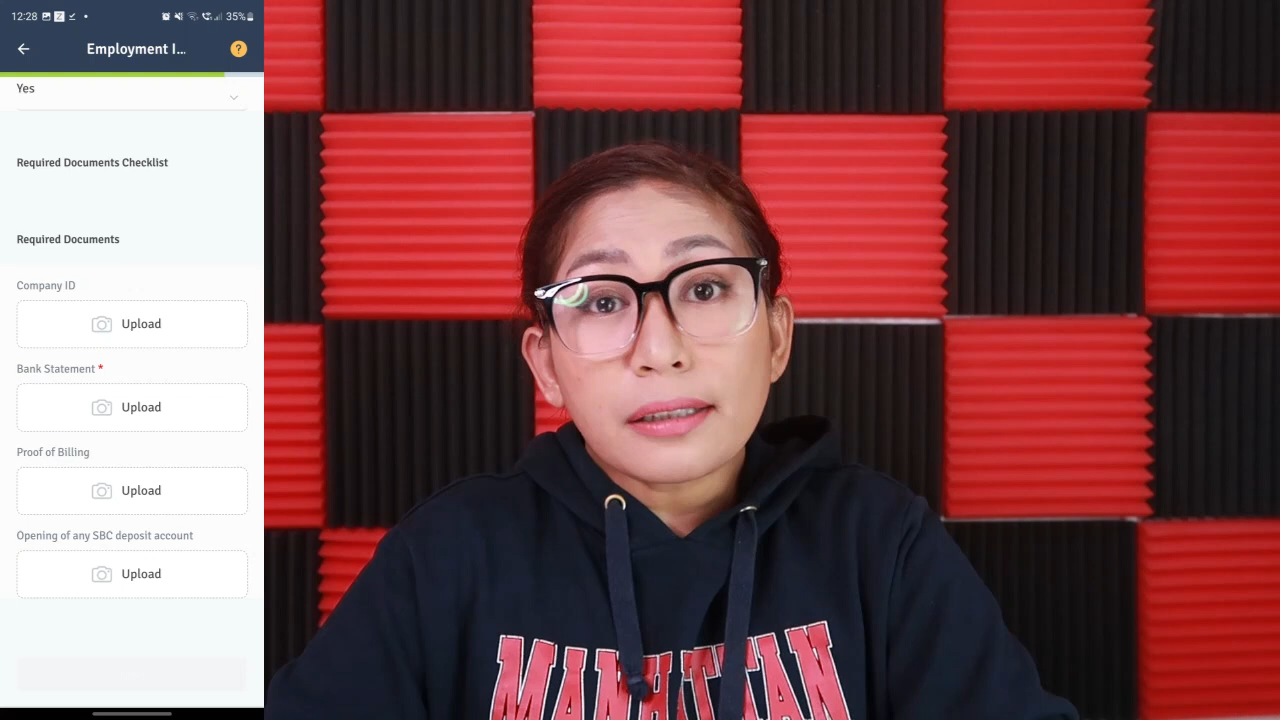 12:28
35%
Employment I...
?
Yes
Required Documents Checklist
Required Documents
Company ID
Upload
Bank Statement *
Upload
Proof of Billing
Upload
Opening of any SBC deposit account
Upload
MANHATTAN